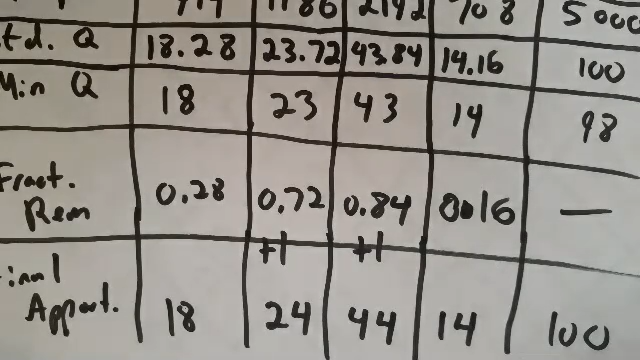 914 1186 2192 708 5000
td. Q 18.28 23.72 43.84 14.16 100
Min Q 18 23 43 14 98
Fract. Rem 0.28 0.72 0.84 0.16 —
+1 +1
inal Apport. 18 24 44 14 100